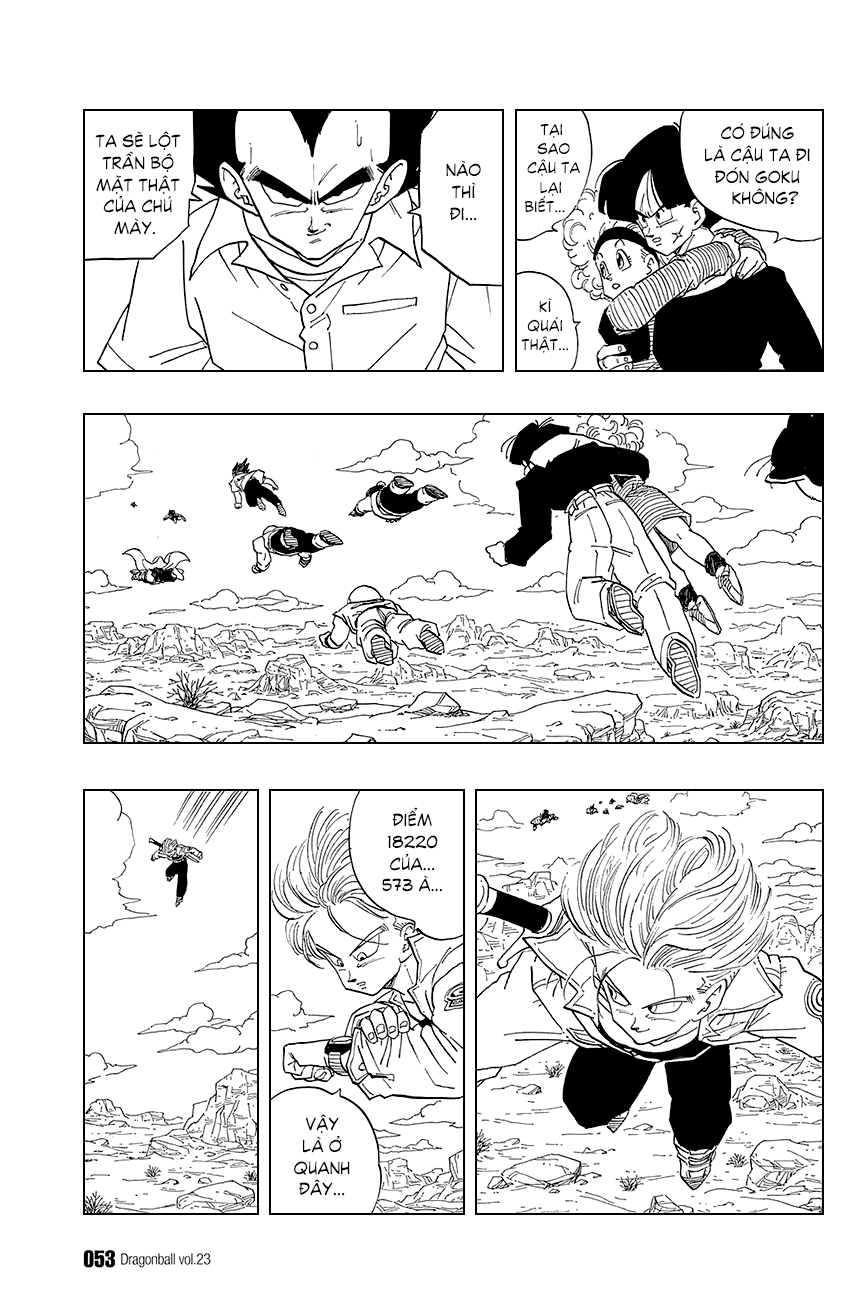 CÓ ĐÚNG
LÀ CẬU TA ĐI
ĐÓN GOKU
KHÔNG?
TẠI
SAO
CẬU TA
LẠI
BIẾT...
KÌ
QUÁI
THẬT...
NÀO
THÌ
ĐI...
TA SẼ LỘT
TRẦN BỘ
MẶT THẬT
CỦA CHÚ
MÀY.
ĐIỂM
18220
CỦA...
573 À...
VẬY
LÀ Ở
QUANH
ĐÂY...
053 Dragonball vol.23